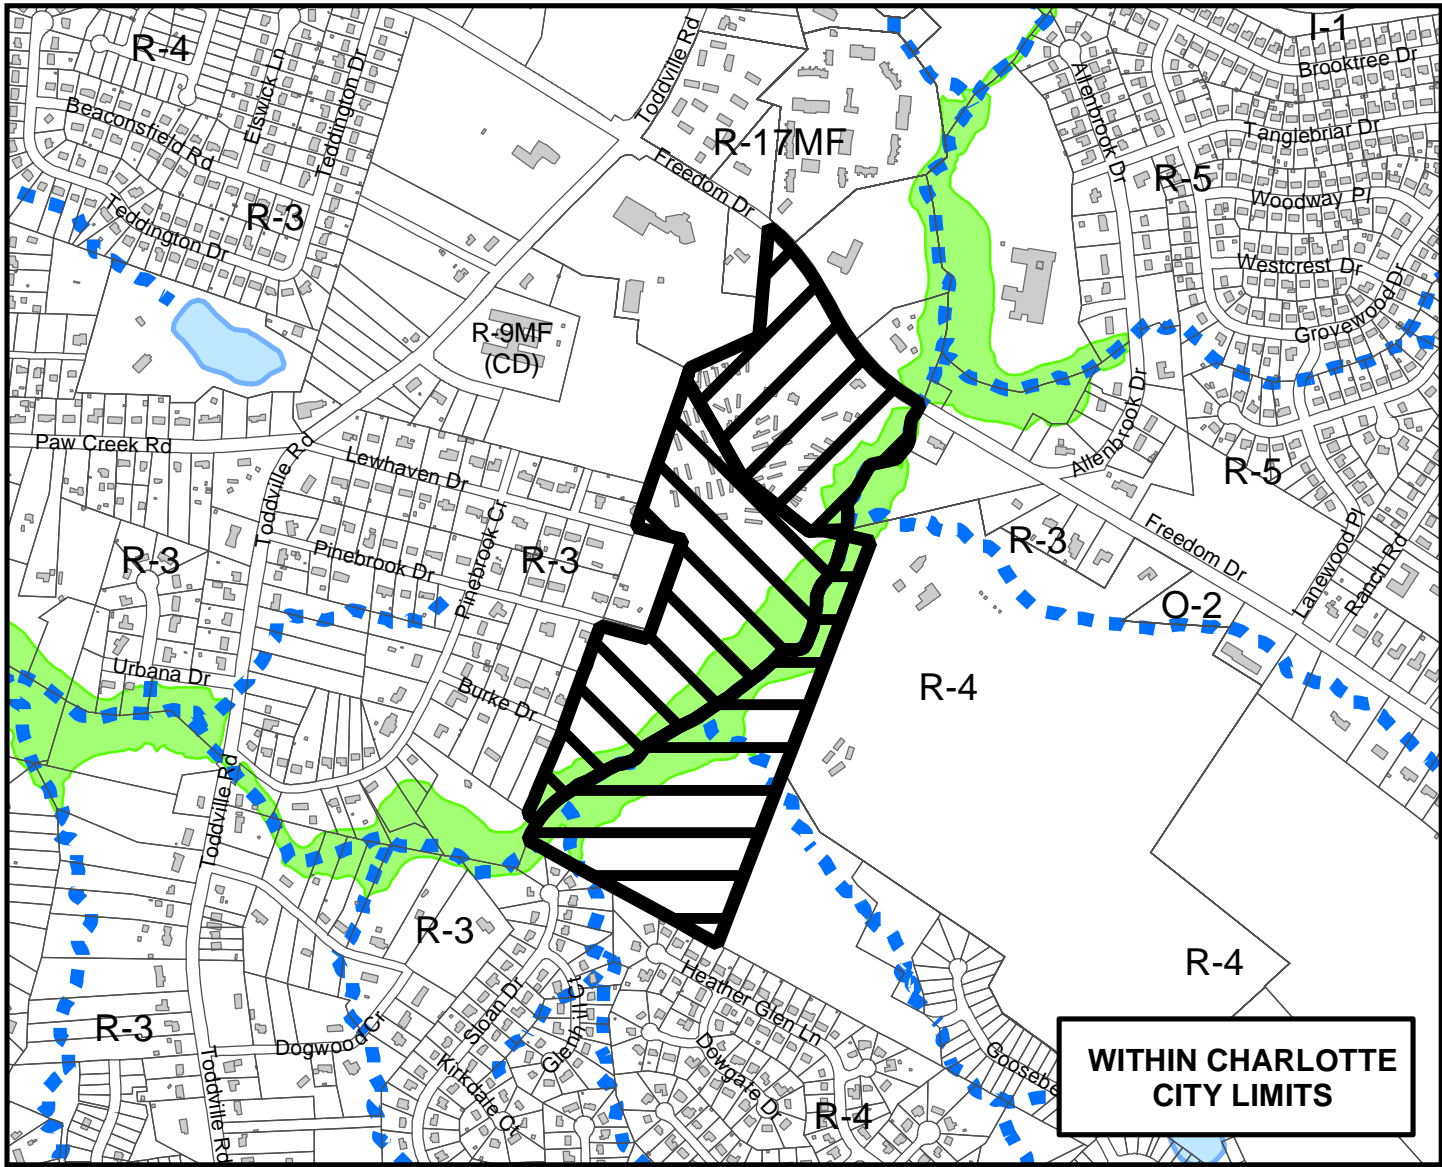 I-1
R-4
Brooktree Dr
Toddville Rd
Elswick Ln
Teddington Dr
Allenbrook Dr
Beaconsfield Rd
Tanglebriar Dr
R-17MF
Freedom Dr
R-5
Woodway Pl
R-3
Teddington Dr
Westcrest Dr
Grovewood Dr
R-9MF
(CD)
Paw Creek Rd
Toddville Rd
Lewhaven Dr
Allenbrook Dr
R-5
R-3
Pinebrook Dr
Pinebrook Cr
R-3
R-3
Freedom Dr
Lanewood Pl
Ranch Rd
O-2
Urbana Dr
Burke Dr
R-4
Toddville Rd
R-3
R-4
Heather Glen Ln
R-3
Dogwood Cr
Sloan Dr
Glenhill Ct
Kirkdale Ct
Dowgate Dr
Toddville Rd
R-4
Goosebe
WITHIN CHARLOTTE
CITY LIMITS